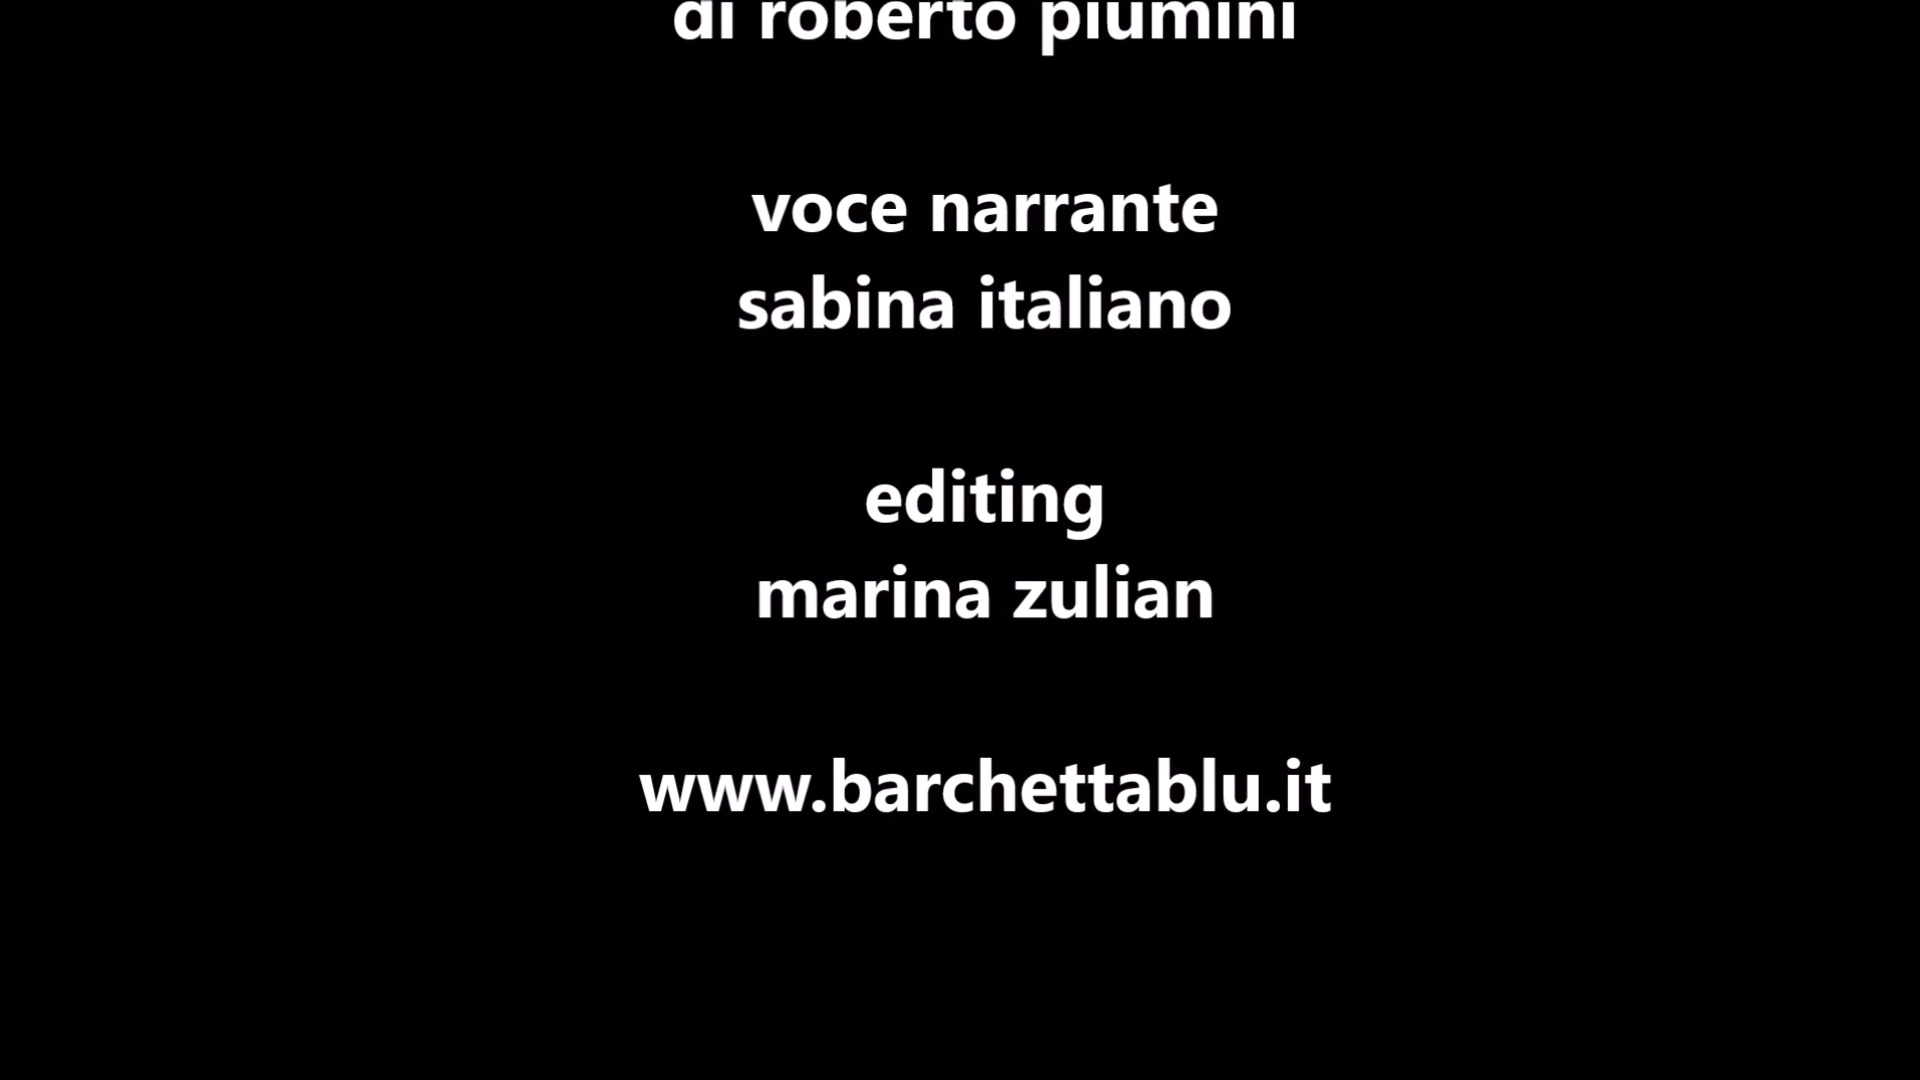 di roberto piumini
voce narrante
sabina italiano
editing
marina zulian
www.barchettablu.it